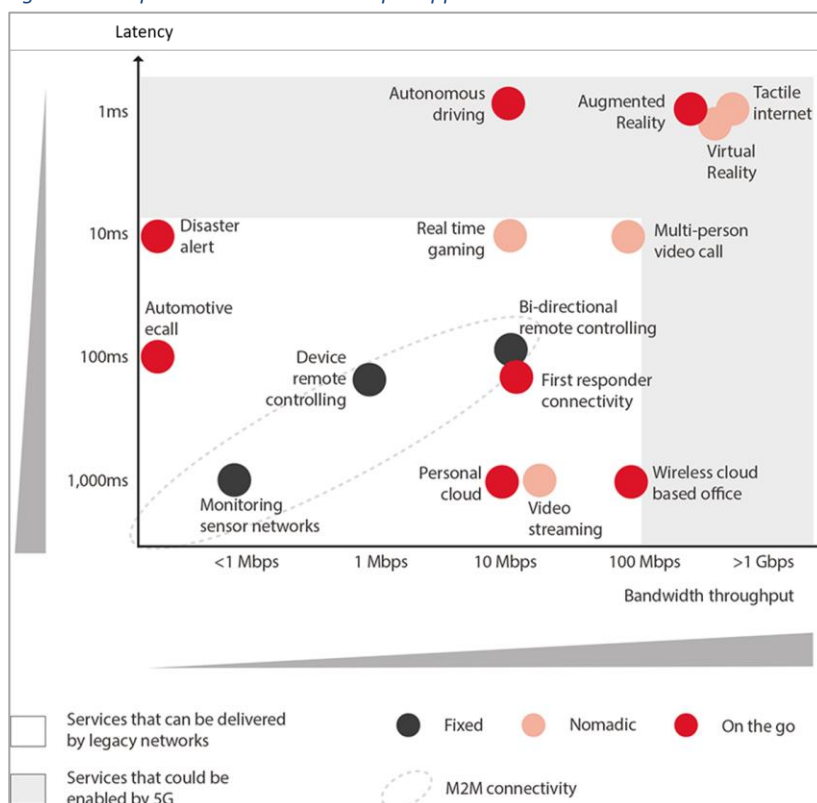 Latency
1ms
Autonomous
driving
Augmented
Reality
Tactile
internet
Virtual
Reality
10ms
Disaster
alert
Real time
gaming
Multi-person
video call
Automotive
ecall
Bi-directional
remote controlling
100ms
Device
remote
controlling
First responder
connectivity
1,000ms
Monitoring
sensor networks
Personal
cloud
Video
streaming
Wireless cloud
based office
<1 Mbps
1 Mbps
10 Mbps
100 Mbps
>1 Gbps
Bandwidth throughput
Services that can be delivered
by legacy networks
Fixed
Nomadic
On the go
Services that could be
enabled by 5G
M2M connectivity